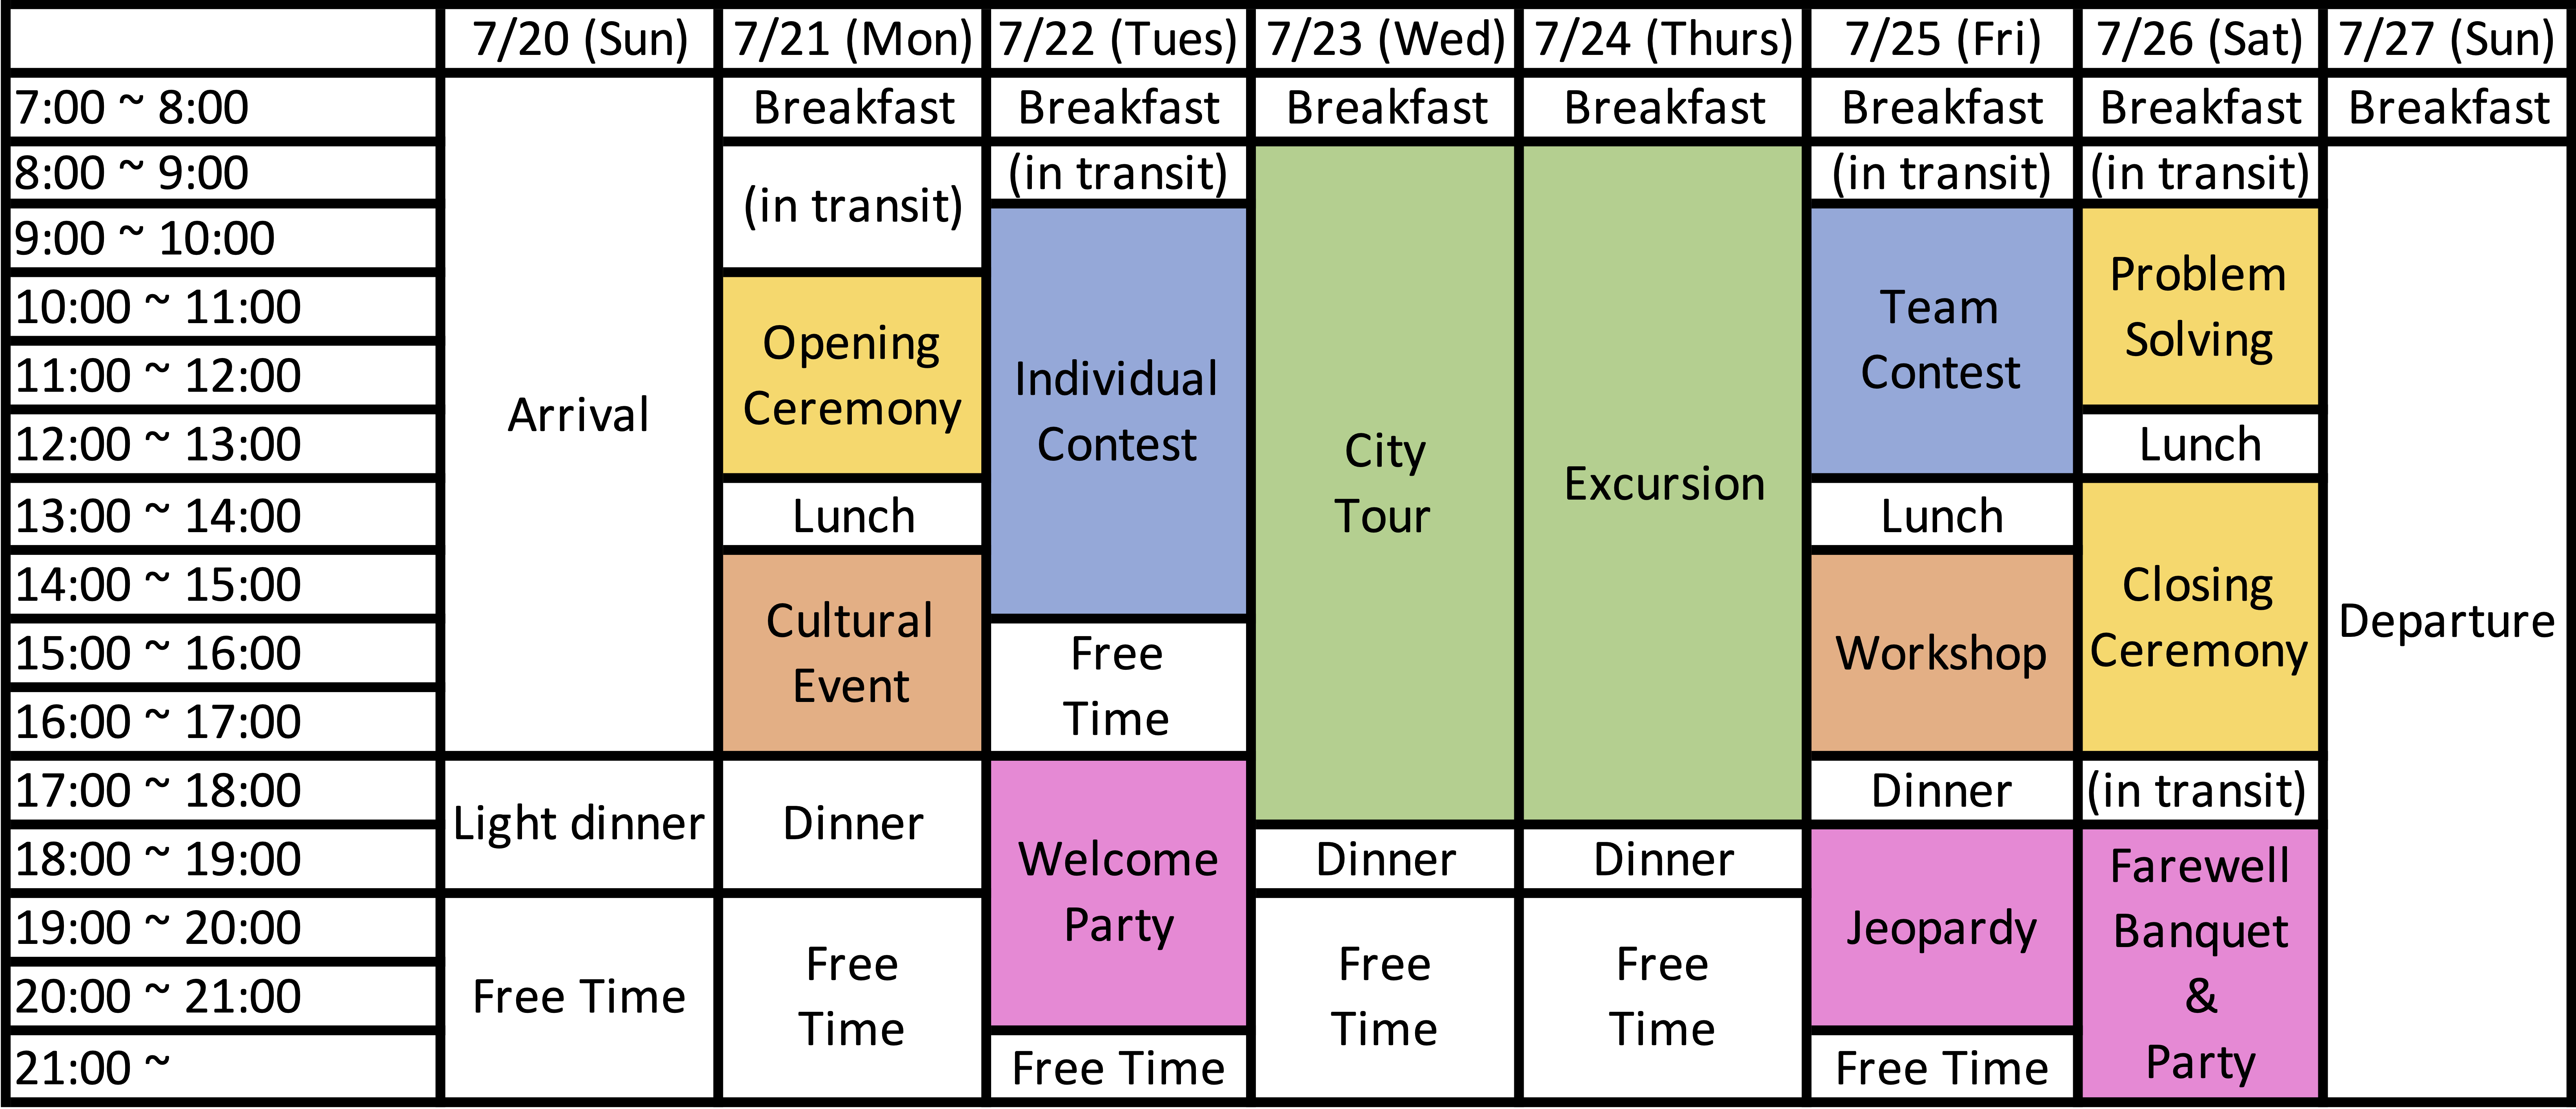 7/20 (Sun) 7/21 (Mon) 7/22 (Tues) 7/23 (Wed) 7/24 (Thurs) 7/25 (Fri) 7/26 (Sat) 7/27 (Sun)
7:00 ~ 8:00 Breakfast Breakfast Breakfast Breakfast Breakfast Breakfast Breakfast
8:00 ~ 9:00 (in transit) (in transit) (in transit)
(in transit)
9:00 ~ 10:00
Problem
Solving
10:00 ~ 11:00
Team
Contest
Opening
Ceremony
11:00 ~ 12:00
Individual
Contest
Arrival
12:00 ~ 13:00 Lunch
City
Tour
Excursion
13:00 ~ 14:00 Lunch Lunch
14:00 ~ 15:00
Closing
Ceremony
Cultural
Event
Departure
15:00 ~ 16:00
Free
Time
Workshop
16:00 ~ 17:00
17:00 ~ 18:00 Dinner (in transit)
Light dinner Dinner
18:00 ~ 19:00 Dinner Dinner
Welcome
Party
Farewell
Banquet
&
Party
19:00 ~ 20:00 Jeopardy
20:00 ~ 21:00
Free Time
Free
Time
Free
Time
Free
Time
21:00 ~ Free Time Free Time